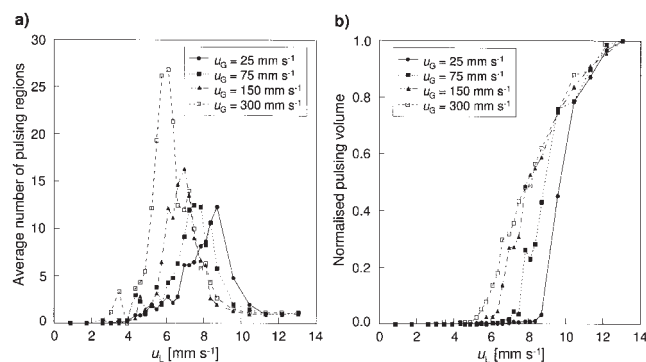 a)
Average number of pulsing regions
30
25
20
15
10
5
0
0 2 4 6 8 10 12 14
u_L [mm s⁻¹]
u_G = 25 mm s⁻¹
u_G = 75 mm s⁻¹
u_G = 150 mm s⁻¹
u_G = 300 mm s⁻¹
b)
Normalised pulsing volume
1.0
0.8
0.6
0.4
0.2
0.0
0 2 4 6 8 10 12 14
u_L [mm s⁻¹]
u_G = 25 mm s⁻¹
u_G = 75 mm s⁻¹
u_G = 150 mm s⁻¹
u_G = 300 mm s⁻¹